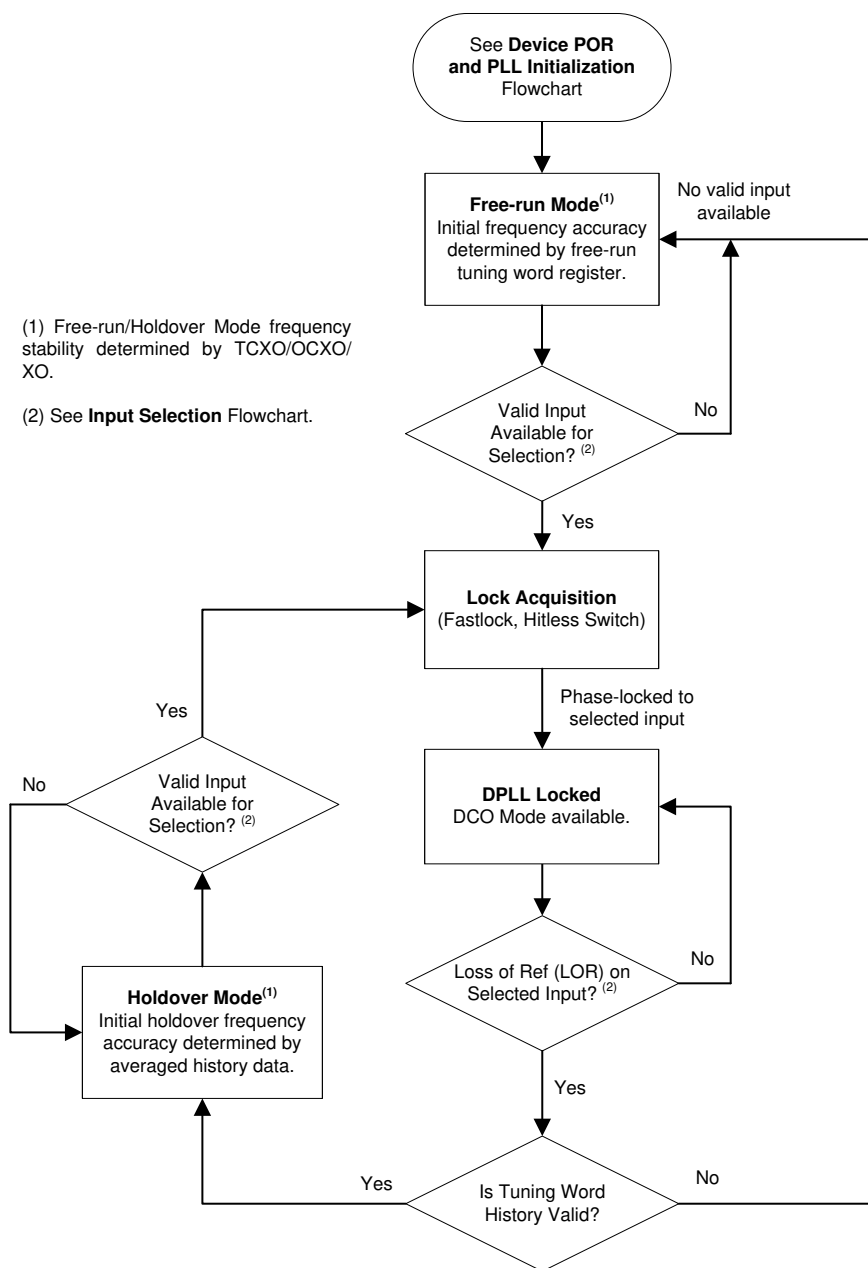 See Device POR
and PLL Initialization
Flowchart
No valid input
available
Free-run Mode(1)
Initial frequency accuracy
determined by free-run
tuning word register.
(1) Free-run/Holdover Mode frequency
stability determined by TCXO/OCXO/
XO.
(2) See Input Selection Flowchart.
Valid Input
Available for
Selection? (2)
No
Yes
Lock Acquisition
(Fastlock, Hitless Switch)
Phase-locked to
selected input
Yes
No
Valid Input
Available for
Selection? (2)
DPLL Locked
DCO Mode available.
Loss of Ref (LOR) on
Selected Input? (2)
No
Holdover Mode(1)
Initial holdover frequency
accuracy determined by
averaged history data.
Yes
Yes
Is Tuning Word
History Valid?
No